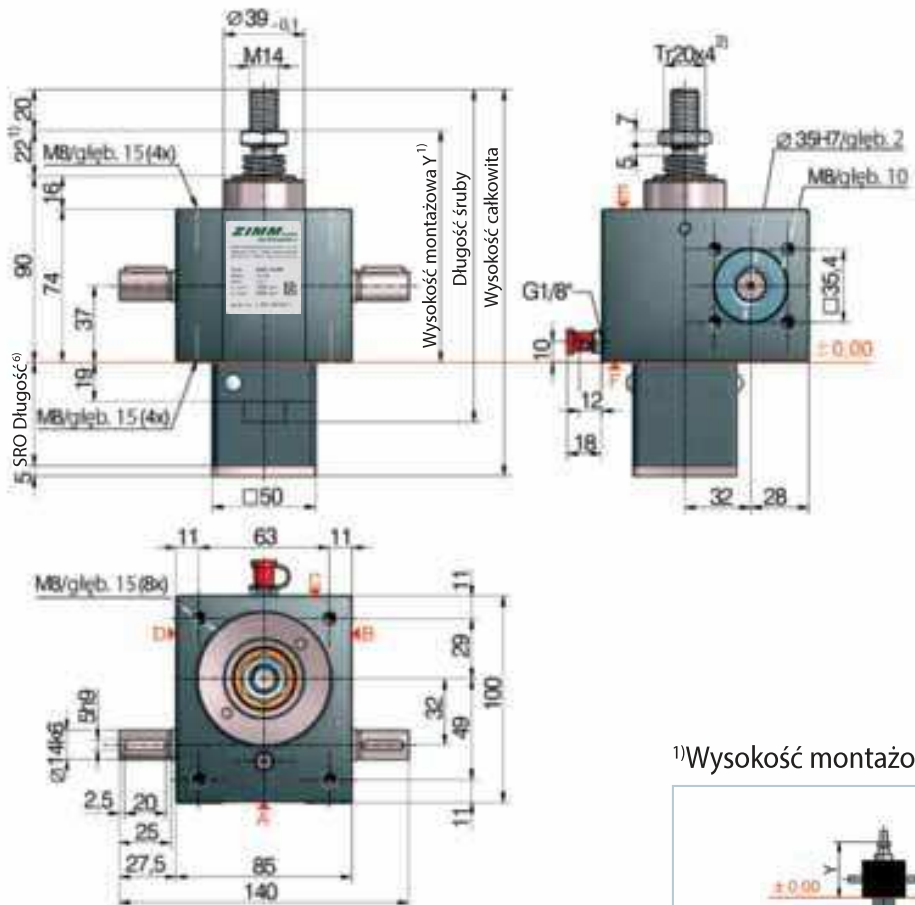 Ø39 -0,1
M14
20
22¹⁾
M8/głęb. 15(4x)
16
90
74
37
19
SRO Długość⁶⁾
M8/głęb. 15(4x)
5
□50
ZIMM
Wysokość montażowa Y¹⁾
Długość śruby
Wysokość całkowita
Tr20x4²⁾
7
5
Ø35H7/głęb. 2
M8/głęb. 10
E
G1/8"
□35,4
10
±0,00
F
12
18
32
28
11
63
11
M8/głęb. 15(8x)
D
B
11
29
100
32
49
11
5h9
Ø14k6
2,5
20
25
27,5
85
140
A
¹⁾Wysokość montażo
Y
±0,00